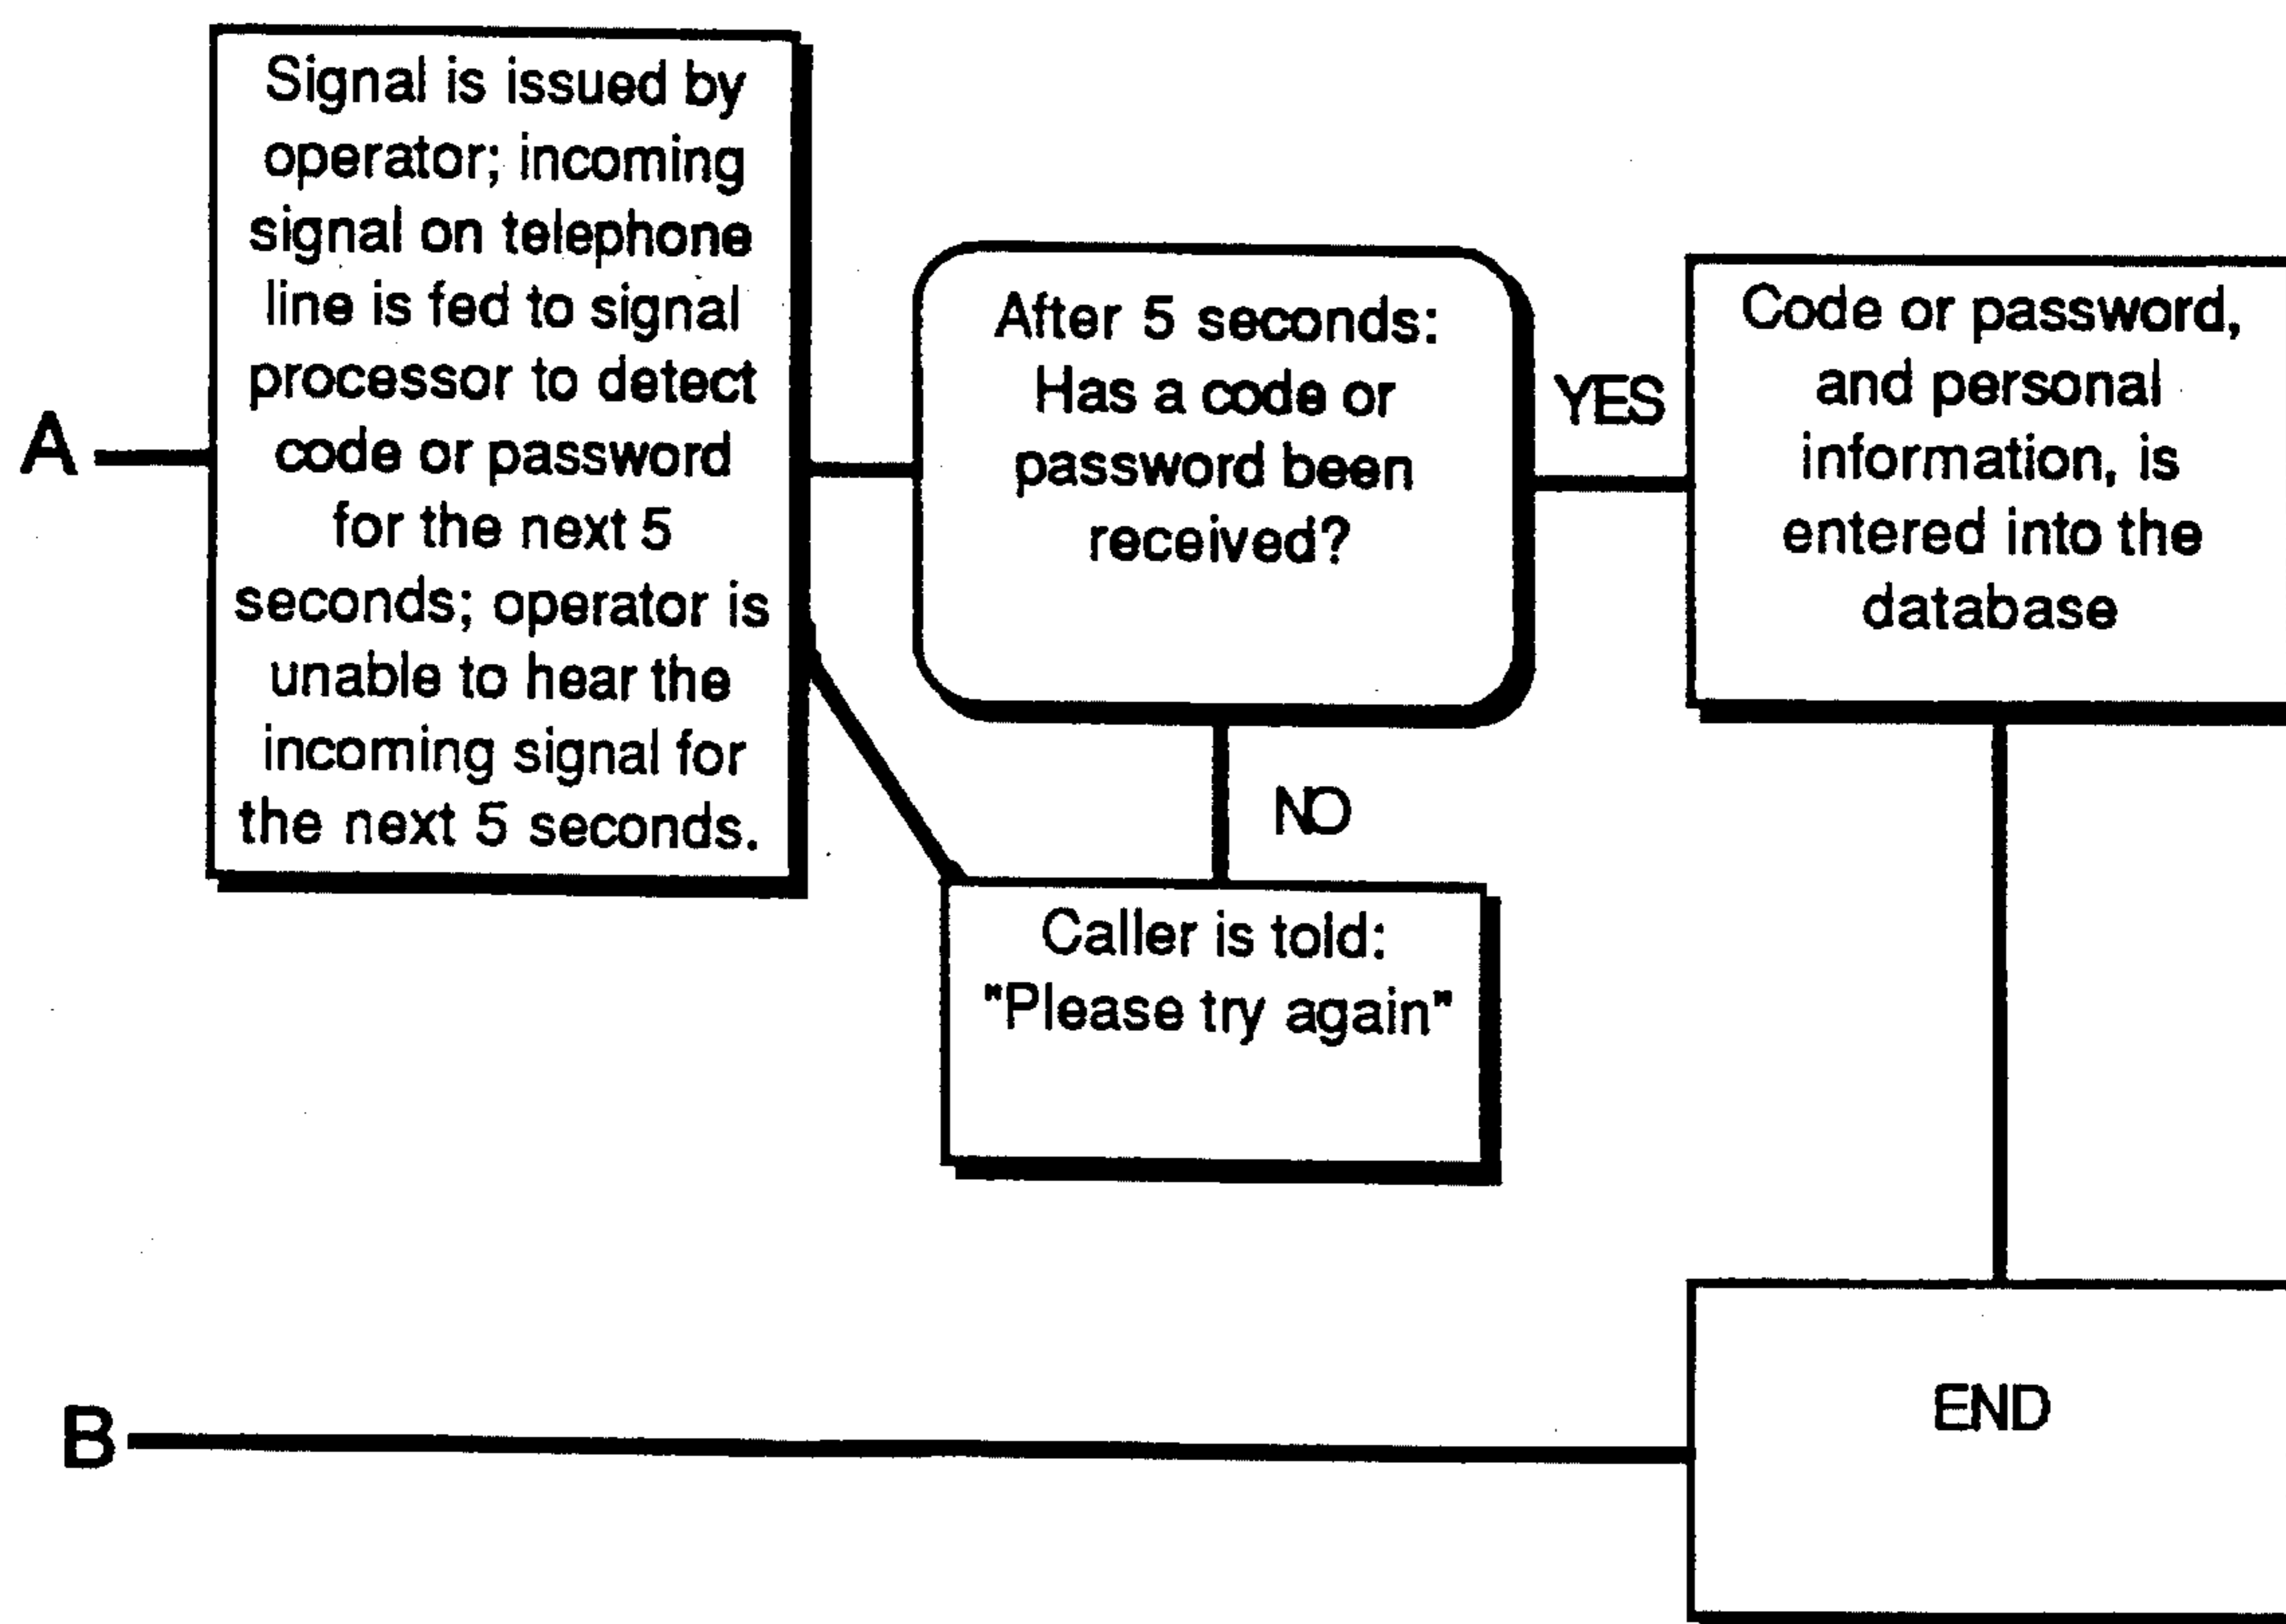 A
Signal is issued by
operator; incoming
signal on telephone
line is fed to signal
processor to detect
code or password
for the next 5
seconds; operator is
unable to hear the
incoming signal for
the next 5 seconds.
After 5 seconds:
Has a code or
password been
received?
YES
Code or password,
and personal
information, is
entered into the
database
NO
Caller is told:
"Please try again"
B
END